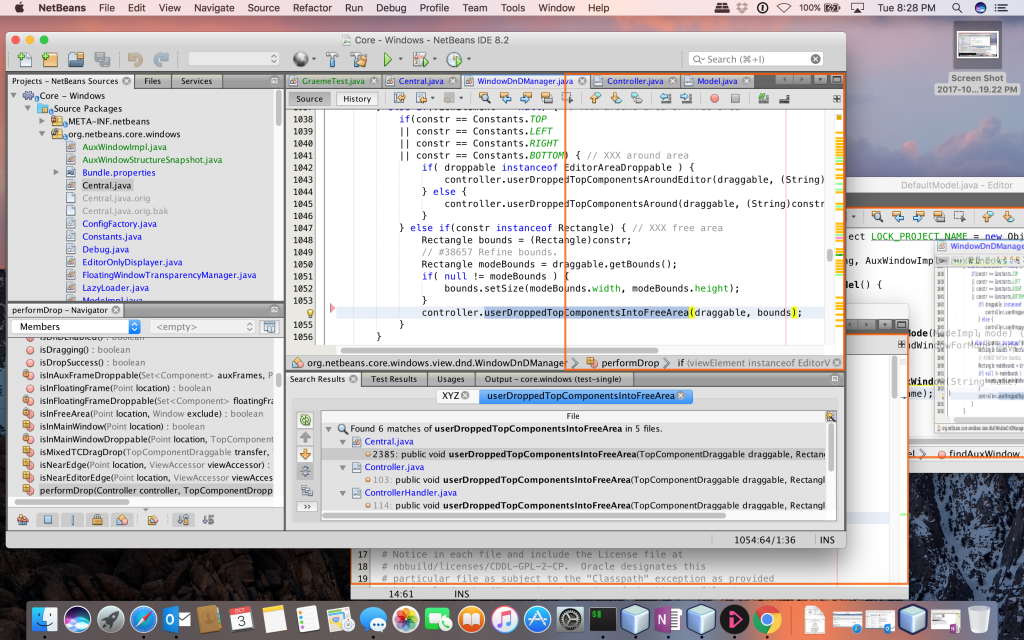 NetBeans File Edit View Navigate Source Refactor Run Debug Profile Team Tools Window Help 100% Tue 8:28 PM
Core - Windows - NetBeans IDE 8.2
Search (⌘+I)
Projects - NetBeans Sources Files Services
GraemeTest.java Central.java WindowDnDManager.java Controller.java Model.java
Source History
Core - Windows
Source Packages
META-INF.netbeans
org.netbeans.core.windows
AuxWindowImpl.java
AuxWindowStructureSnapshot.java
Bundle.properties
Central.java
Central.java.orig
Central.java.orig.bak
ConfigFactory.java
Constants.java
Debug.java
EditorOnlyDisplayer.java
FloatingWindowTransparencyManager.java
LazyLoader.java
ModeImpl.java
1038 if(constr == Constants.TOP
1039 || constr == Constants.LEFT
1040 || constr == Constants.RIGHT
1041 || constr == Constants.BOTTOM) { // XXX around area
1042 if( droppable instanceof EditorAreaDroppable ) {
1043 controller.userDroppedTopComponentsAroundEditor(draggable, (String)
1044 } else {
1045 controller.userDroppedTopComponentsAround(draggable, (String)constr
1046 }
1047 } else if(constr instanceof Rectangle) { // XXX free area
1048 Rectangle bounds = (Rectangle)constr;
1049 // #38657 Refine bounds.
1050 Rectangle modeBounds = draggable.getBounds();
1051 if( null != modeBounds ) {
1052 bounds.setSize(modeBounds.width, modeBounds.height);
1053 }
controller.userDroppedTopComponentsIntoFreeArea(draggable, bounds);
1055 }
1056 }
org.netbeans.core.windows.view.dnd.WindowDnDManager performDrop if (viewElement instanceof EditorV
performDrop - Navigator
Members <empty>
isDragging() : boolean
isDropSuccess() : boolean
isInAuxFrameDroppable(Set<Component> auxFrames, P
isInFloatingFrame(Point location) : boolean
isInFloatingFrameDroppable(Set<Component> floatingFra
isInFreeArea(Point location, Window exclude) : boolean
isInMainWindow(Point location) : boolean
isInMainWindowDroppable(Point location, TopComponent
isMixedTCDragDrop(TopComponentDraggable transfer,
isNearEdge(Point location, ViewAccessor viewAccessor) :
isNearEditorEdge(Point location, ViewAccessor viewAcces
performDrop(Controller controller, TopComponentDropp
Search Results Test Results Usages Output - core.windows (test-single)
XYZ userDroppedTopComponentsIntoFreeArea
File
Found 6 matches of userDroppedTopComponentsIntoFreeArea in 5 files.
Central.java
2385: public void userDroppedTopComponentsIntoFreeArea(TopComponentDraggable draggable, Rectang
Controller.java
103: public void userDroppedTopComponentsIntoFreeArea(TopComponentDraggable draggable, Rectangl
ControllerHandler.java
114: public void userDroppedTopComponentsIntoFreeArea(TopComponentDraggable draggable, Rectangl
1054:64/1:36 INS
Screen Shot
2017-10...19.22 PM
DefaultModel.java - Editor
ect LOCK_PROJECT_NAME = new Obj
WindowDnDManager
findAuxWindow
17 # Notice in each file and include the License file at
18 # nbbuild/licenses/CDDL-GPL-2-CP. Oracle designates this
19 # particular file as subject to the "Classpath" exception as provided
14:61 INS
OCT
3